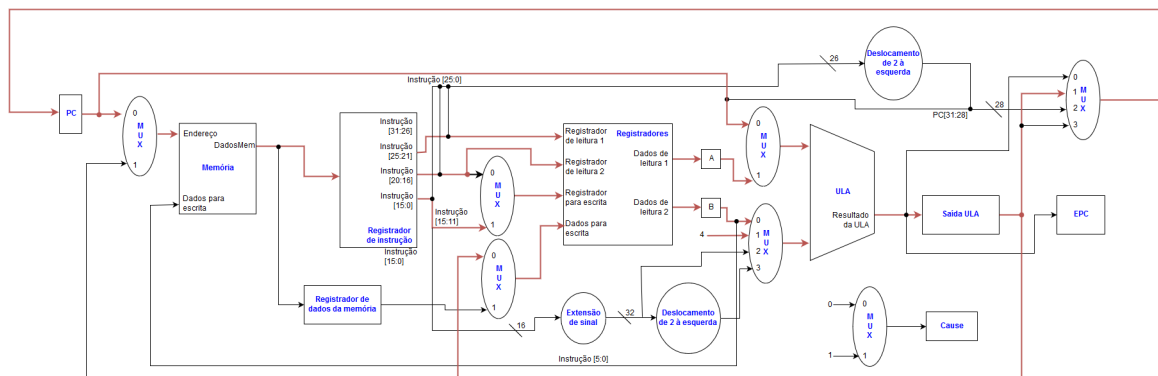 PC
0
M
U
X
1
Endereço
DadosMem
Memória
Dados para
escrita
Instrução [25:0]
Instrução
[31:26]
Instrução
[25:21]
Instrução
[20:16]
Instrução
[15:0]
Registrador
de instrução
Instrução
[15:0]
Instrução
[15:11]
0
M
U
X
1
0
M
U
X
1
Registrador de
dados da memória
Registrador
de leitura 1
Registradores
Registrador
de leitura 2
Registrador
para escrita
Dados para
escrita
Dados de
leitura 1
Dados de
leitura 2
A
B
4
16
Extensão
de sinal
32
Deslocamento
de 2 à esquerda
Instrução [5:0]
0
M
U
X
1
0
1
2
3
M
U
X
ULA
Resultado
da ULA
26
Deslocamento
de 2 à
esquerda
PC[31:28]
28
0
1
2
3
M
U
X
Saída ULA
EPC
0
1
0
M
U
X
1
Cause